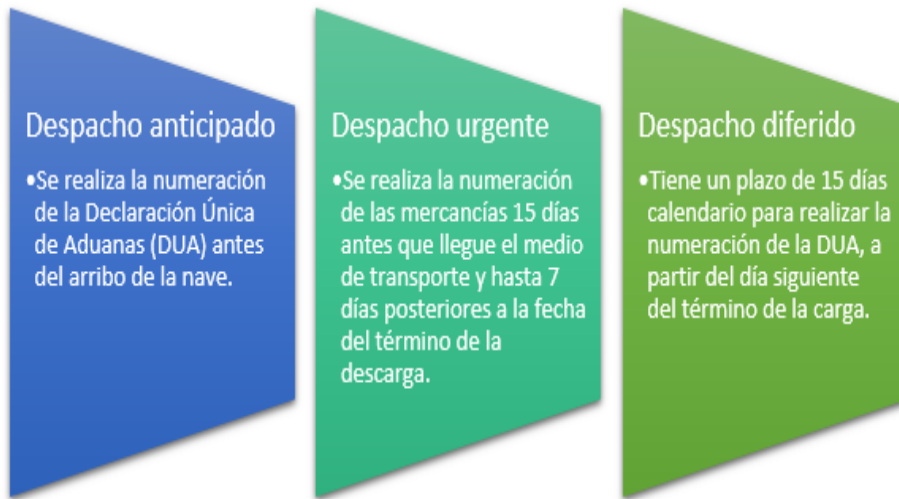 Despacho anticipado
•Se realiza la numeración
de la Declaración Única
de Aduanas (DUA) antes
del arribo de la nave.
Despacho urgente
•Se realiza la numeración
de las mercancías 15 días
antes que llegue el medio
de transporte y hasta 7
días posteriores a la fecha
del término de la
descarga.
Despacho diferido
•Tiene un plazo de 15 días
calendario para realizar la
numeración de la DUA, a
partir del día siguiente
del término de la carga.